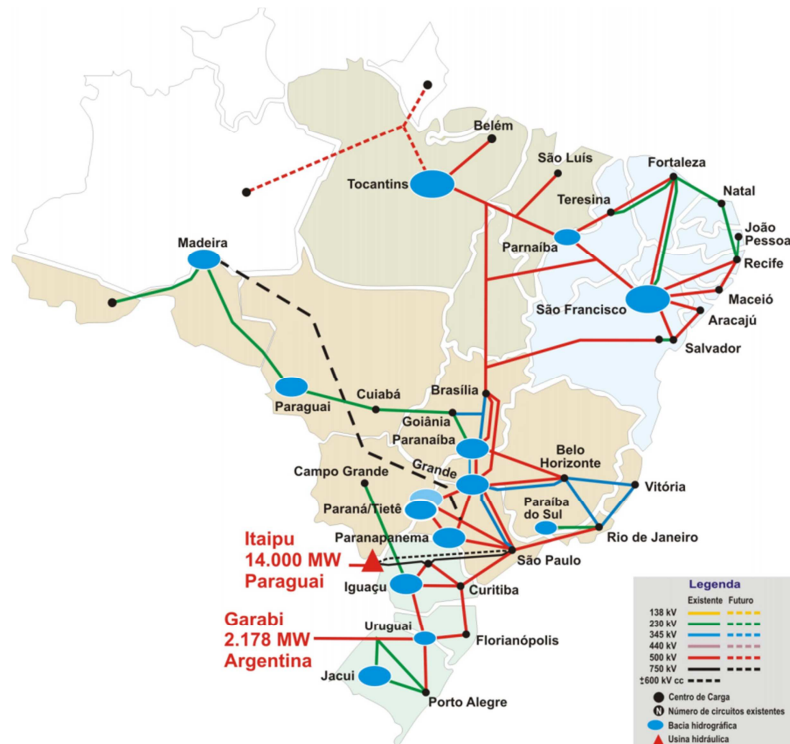 Belém
São Luís
Fortaleza
Tocantins
Teresina
Natal
João
Pessoa
Parnaíba
Recife
Madeira
São Francisco
Maceió
Aracajú
Salvador
Brasília
Cuiabá
Paraguai
Goiânia
Paranaíba
Belo
Horizonte
Grande
Campo Grande
Vitória
Paraíba
do Sul
Paraná/Tietê
Rio de Janeiro
Paranapanema
Itaipu
14.000 MW
Paraguai
São Paulo
Iguaçu
Curitiba
Garabi
2.178 MW
Argentina
Uruguai
Florianópolis
Jacui
Porto Alegre
Legenda
Existente Futuro
138 kV
230 kV
345 kV
440 kV
500 kV
750 kV
±600 kV cc
Centro de Carga
N Número de circuitos existentes
Bacia hidrográfica
Usina hidráulica